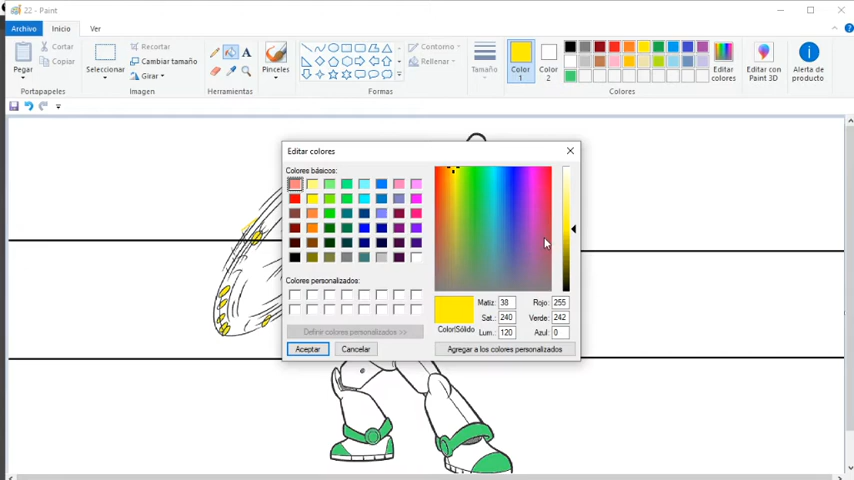 22 - Paint
Archivo
Inicio
Ver
Pegar
Cortar
Copiar
Portapapeles
Seleccionar
Recortar
Cambiar tamaño
Girar
Imagen
Herramientas
Pinceles
Contorno
Rellenar
Formas
Tamaño
Color 1
Color 2
Editar colores
Colores
Editar con Paint 3D
Alerta de producto
Editar colores
Colores básicos:
Colores personalizados:
Definir colores personalizados >>
Aceptar
Cancelar
Color|Sólido
Matiz: 38
Sat.: 240
Lum.: 120
Rojo: 255
Verde: 242
Azul: 0
Agregar a los colores personalizados